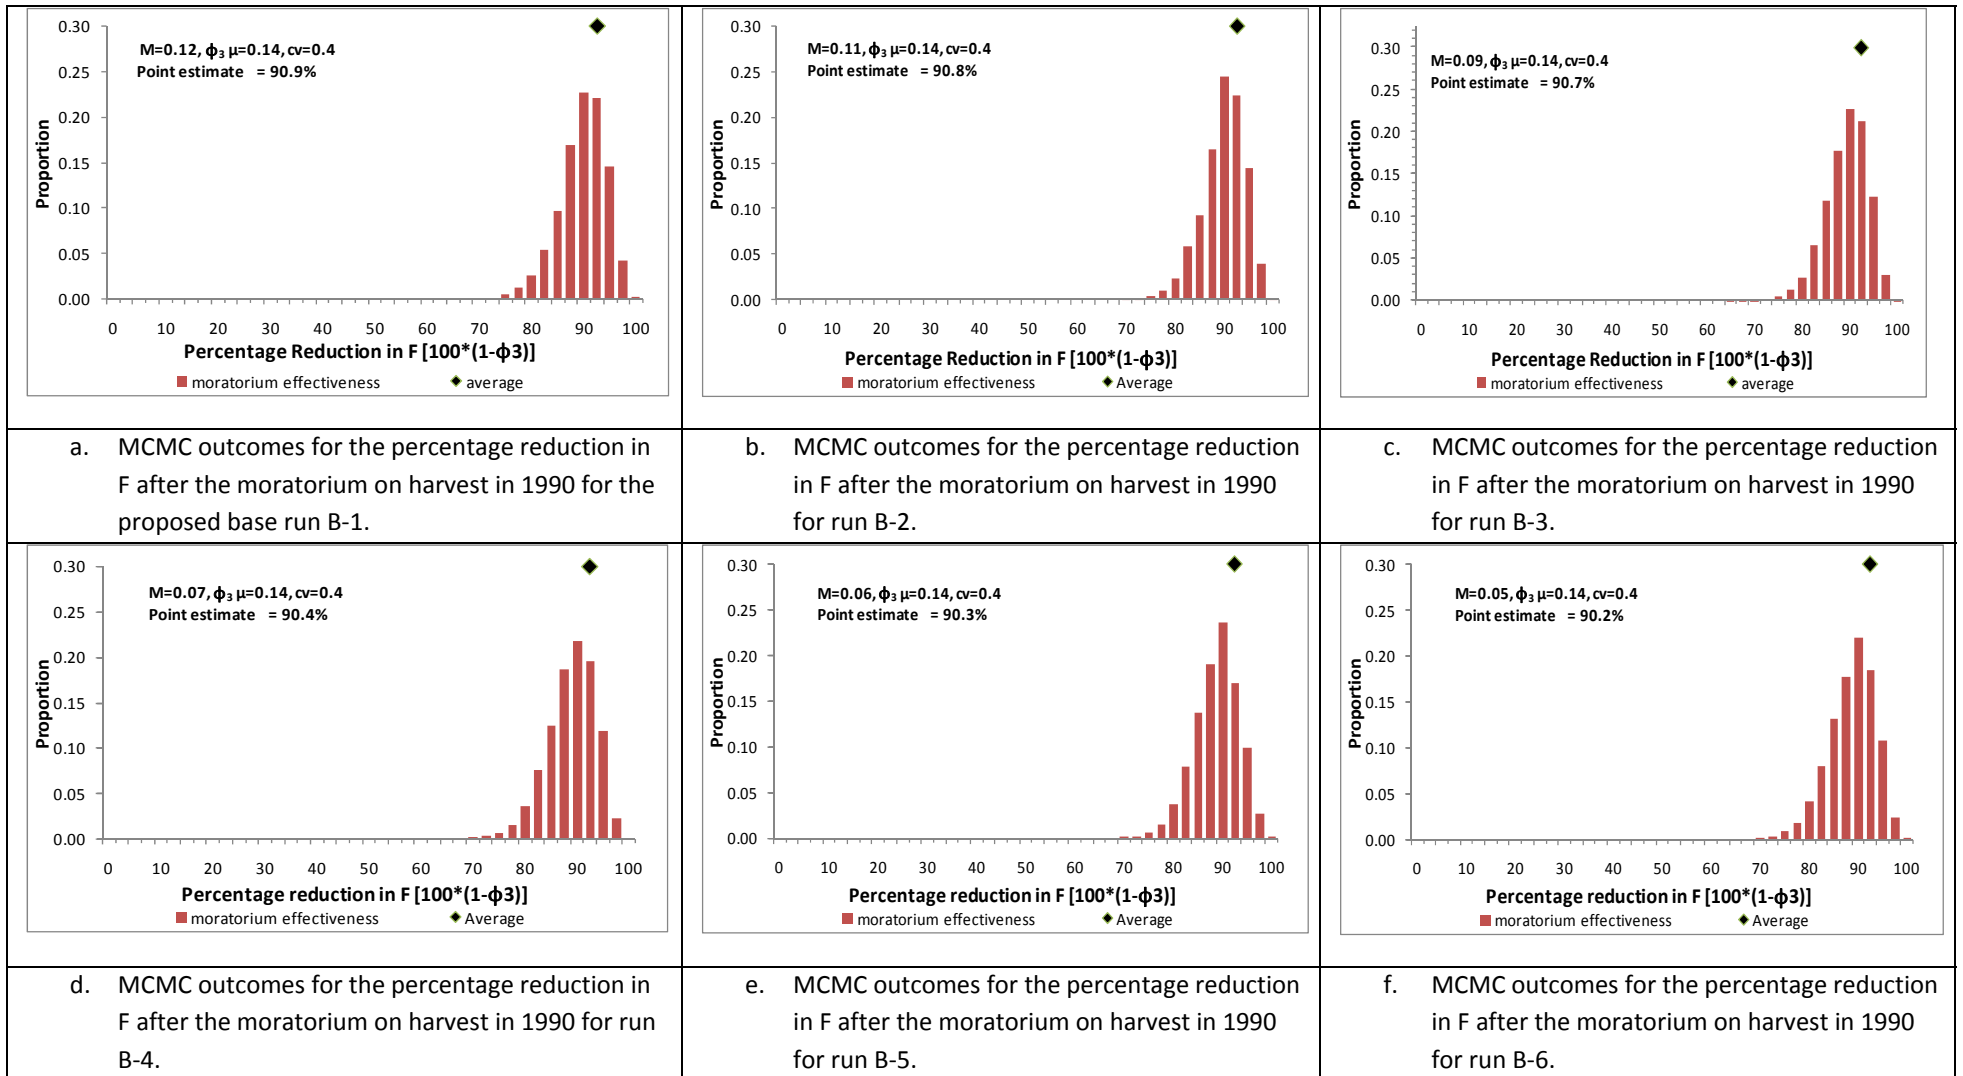 0.30
M=0.12, ϕ₃ μ=0.14, cv=0.4
Point estimate = 90.9%
0.25
0.20
0.15
0.10
0.05
0.00
Proportion
0 10 20 30 40 50 60 70 80 90 100
Percentage Reduction in F [100*(1-ϕ3)]
moratorium effectiveness average
0.30
M=0.11, ϕ₃ μ=0.14, cv=0.4
Point estimate = 90.8%
0.25
0.20
0.15
0.10
0.05
0.00
Proportion
0 10 20 30 40 50 60 70 80 90 100
Percentage Reduction in F [100*(1-ϕ3)]
moratorium effectiveness Average
0.30
M=0.09, ϕ₃ μ=0.14, cv=0.4
Point estimate = 90.7%
0.25
0.20
0.15
0.10
0.05
0.00
Proportion
0 10 20 30 40 50 60 70 80 90 100
Percentage Reduction in F [100*(1-ϕ3)]
moratorium effectiveness average
a. MCMC outcomes for the percentage reduction in
F after the moratorium on harvest in 1990 for the
proposed base run B-1.
b. MCMC outcomes for the percentage reduction
in F after the moratorium on harvest in 1990
for run B-2.
c. MCMC outcomes for the percentage reduction
in F after the moratorium on harvest in 1990
for run B-3.
0.30
M=0.07, ϕ₃ μ=0.14, cv=0.4
Point estimate = 90.4%
0.25
0.20
0.15
0.10
0.05
0.00
Proportion
0 10 20 30 40 50 60 70 80 90 100
Percentage reduction in F [100*(1-ϕ3)]
moratorium effectiveness Average
0.30
M=0.06, ϕ₃ μ=0.14, cv=0.4
Point estimate = 90.3%
0.25
0.20
0.15
0.10
0.05
0.00
Proportion
0 10 20 30 40 50 60 70 80 90 100
Percentage reduction in F [100*(1-ϕ3)]
moratorium effectiveness Average
0.30
M=0.05, ϕ₃ μ=0.14, cv=0.4
Point estimate = 90.2%
0.25
0.20
0.15
0.10
0.05
0.00
Proportion
0 10 20 30 40 50 60 70 80 90 100
Percentage reduction in F [100*(1-ϕ3)]
moratorium effectiveness Average
d. MCMC outcomes for the percentage reduction in
F after the moratorium on harvest in 1990 for run
B-4.
e. MCMC outcomes for the percentage reduction
in F after the moratorium on harvest in 1990
for run B-5.
f. MCMC outcomes for the percentage reduction
in F after the moratorium on harvest in 1990
for run B-6.